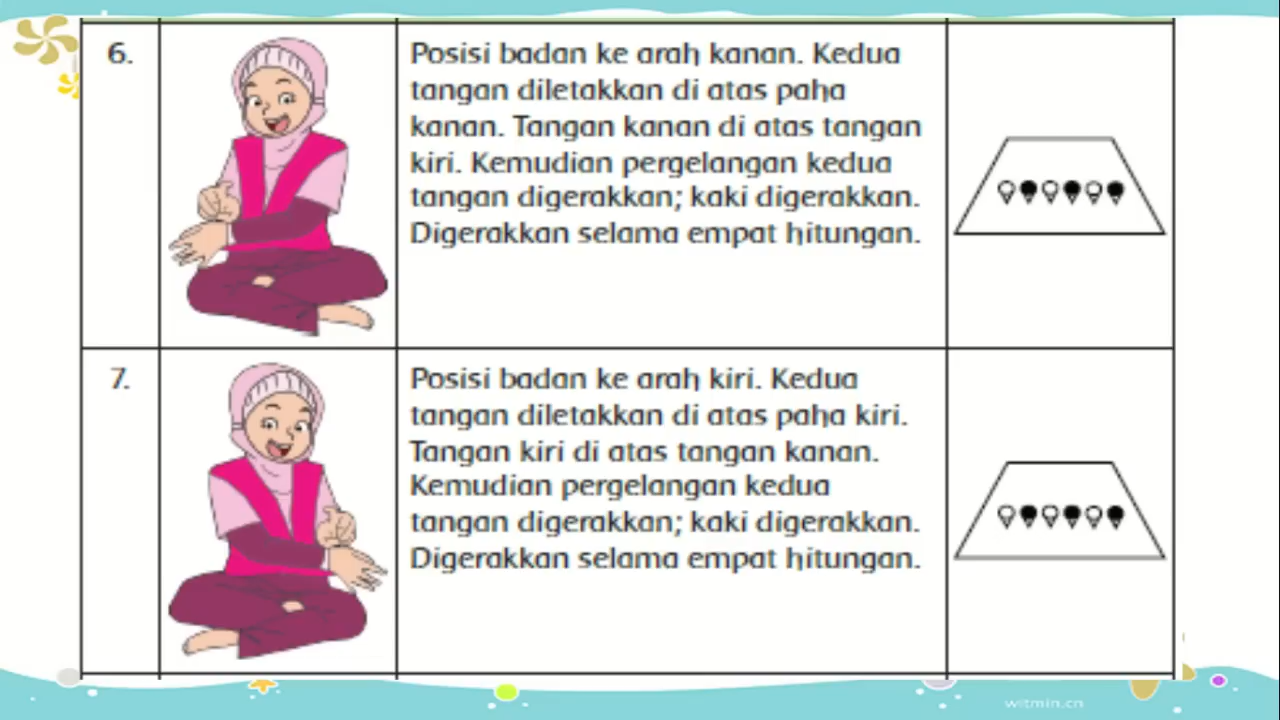 6.
Posisi badan ke arah kanan. Kedua
tangan diletakkan di atas paha
kanan. Tangan kanan di atas tangan
kiri. Kemudian pergelangan kedua
tangan digerakkan; kaki digerakkan.
Digerakkan selama empat hitungan.
7.
Posisi badan ke arah kiri. Kedua
tangan diletakkan di atas paha kiri.
Tangan kiri di atas tangan kanan.
Kemudian pergelangan kedua
tangan digerakkan; kaki digerakkan.
Digerakkan selama empat hitungan.
witmin.cn